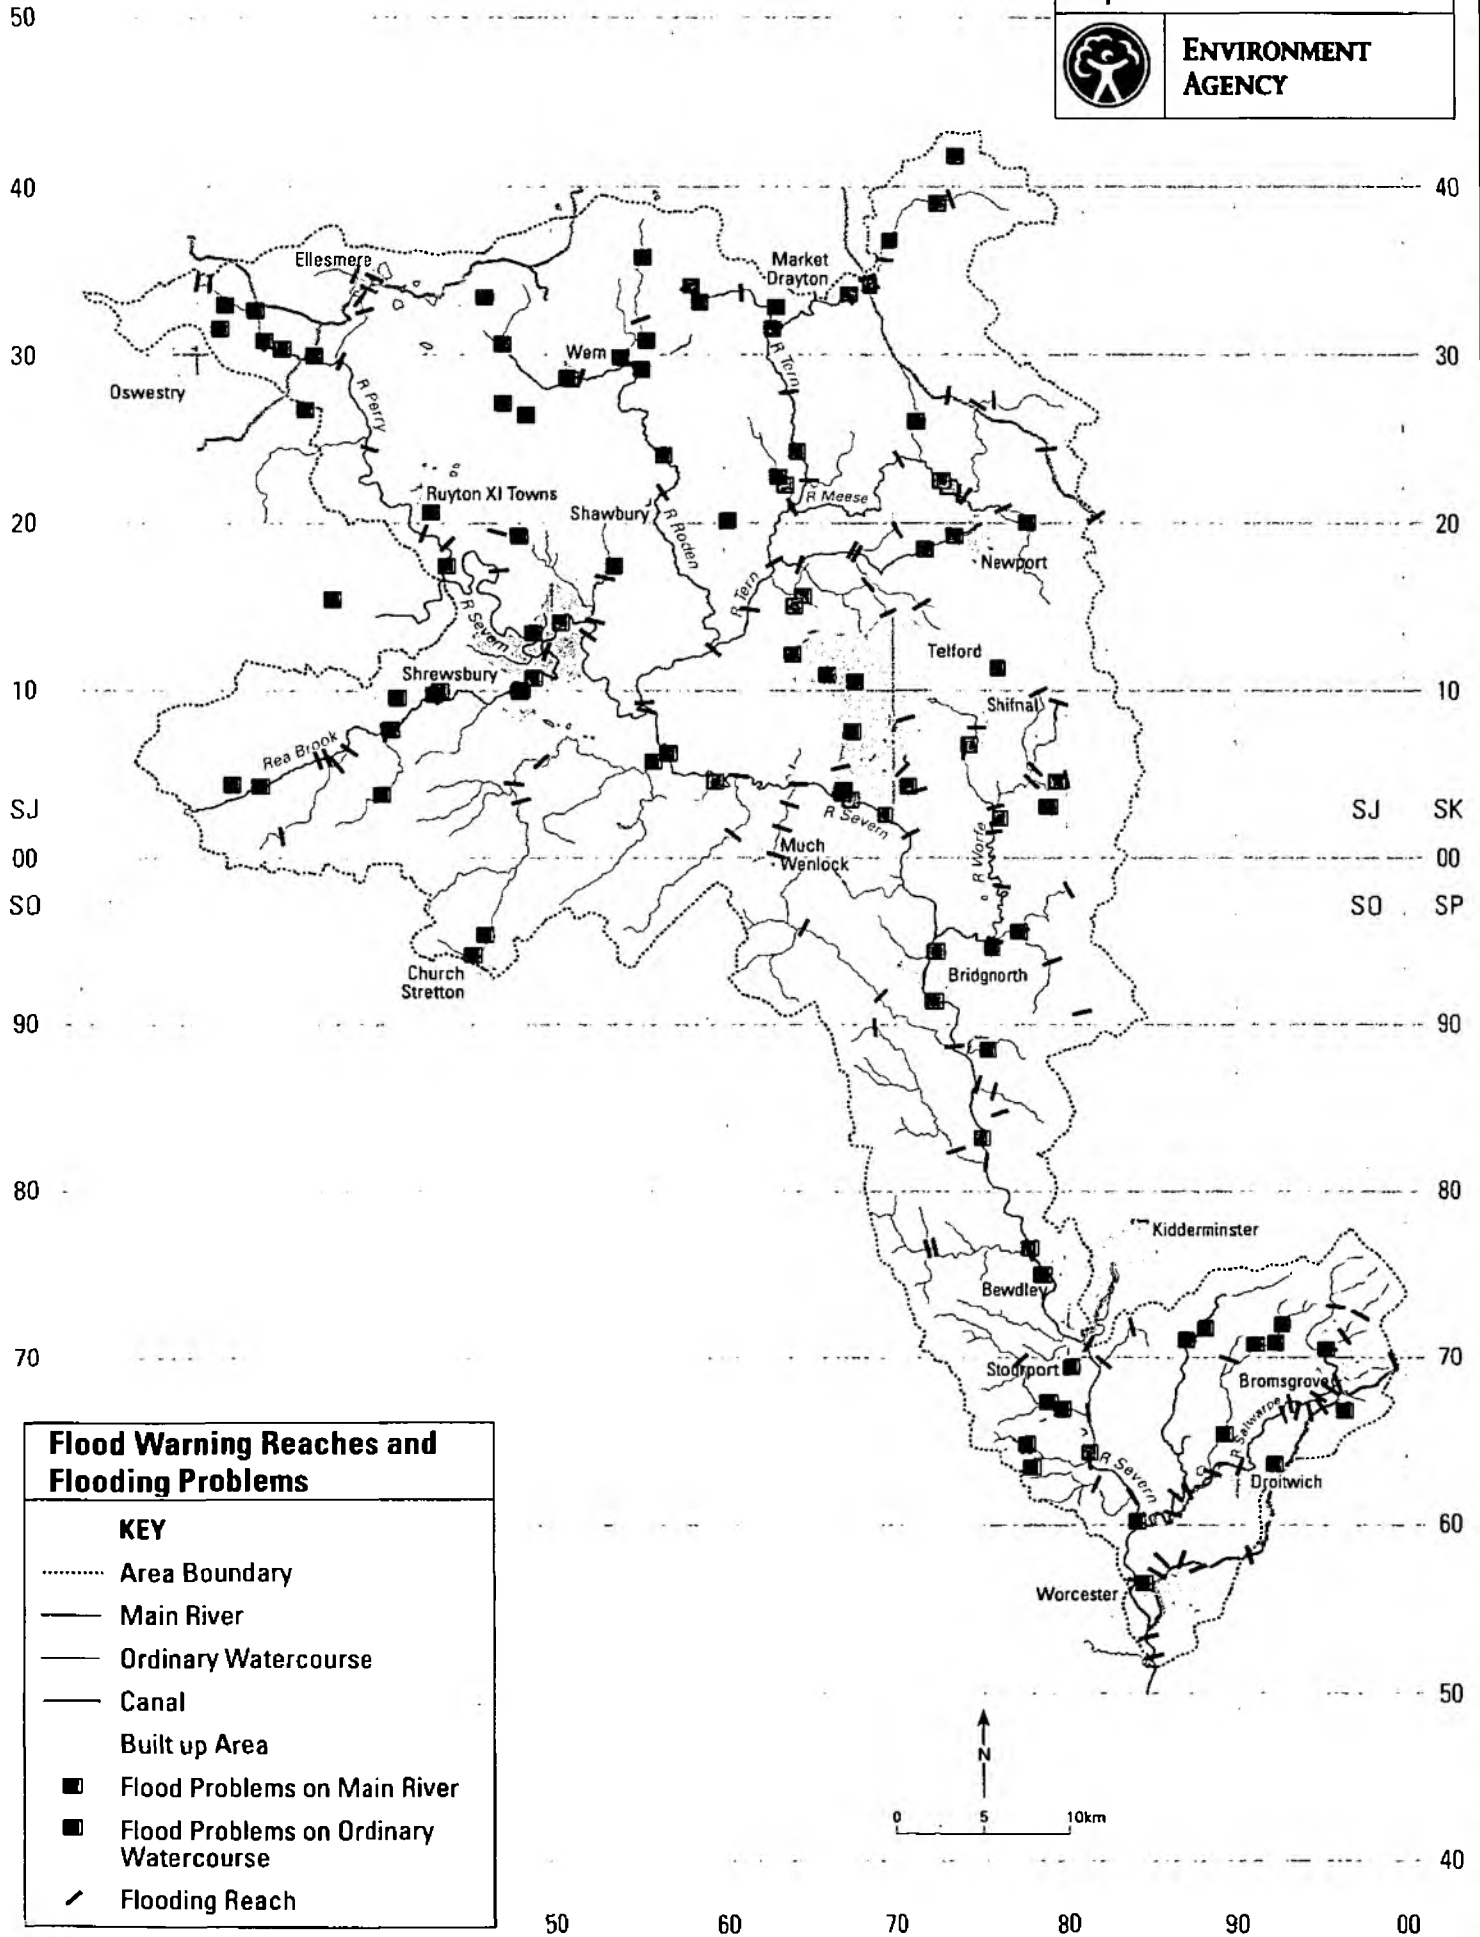 50
ENVIRONMENT
AGENCY
40
40
Ellesmere
Market
Drayton
30
Wem
30
R Tern
Oswestry
R Perry
Ruyton XI Towns
R Meese
Shawbury
20
R Roden
20
Newport
R Tern
R Severn
Telford
Shrewsbury
10
10
Shifnal
Rea Brook
SJ
R Severn
SJ
SK
R Worfe
Much
Wenlock
00
00
SO
SO
SP
Church
Stretton
Bridgnorth
90
90
80
80
Kidderminster
Bewdley
70
Stourport
70
Bromsgrove
R Salwarpe
R Severn
Droitwich
60
Worcester
50
Flood Warning Reaches and
Flooding Problems
KEY
Area Boundary
Main River
Ordinary Watercourse
Canal
Built up Area
Flood Problems on Main River
Flood Problems on Ordinary
Watercourse
Flooding Reach
N
0 5 10km
40
50 60 70 80 90 00